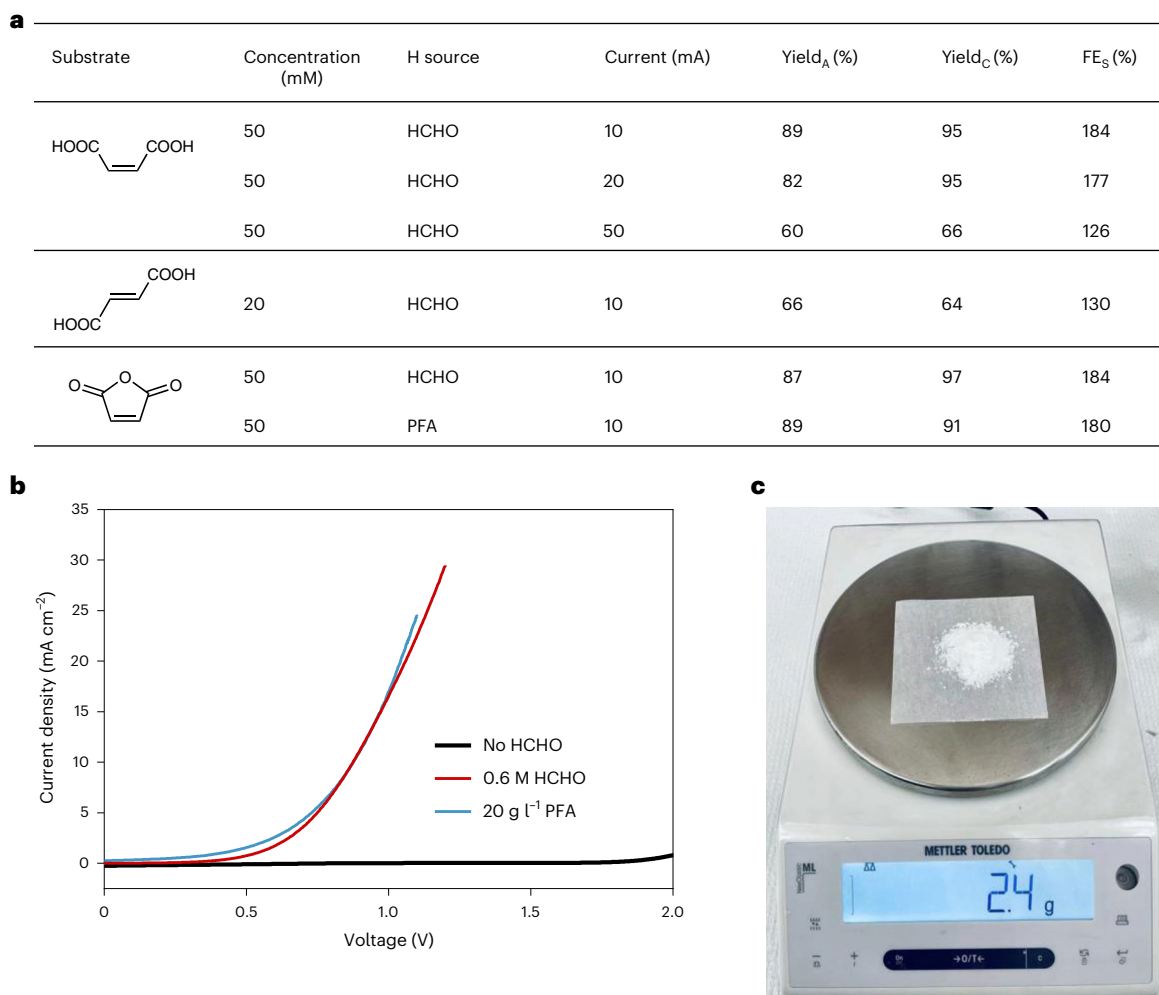 a
Substrate Concentration (mM) H source Current (mA) Yield_A (%) Yield_C (%) FE_S (%)
HOOC COOH
50 HCHO 10 89 95 184
50 HCHO 20 82 95 177
50 HCHO 50 60 66 126
COOH
HOOC
20 HCHO 10 66 64 130
O O O
50 HCHO 10 87 97 184
50 PFA 10 89 91 180
b
35
30
25
20
15
10
5
0
Current density (mA cm⁻²)
No HCHO
0.6 M HCHO
20 g l⁻¹ PFA
0 0.5 1.0 1.5 2.0
Voltage (V)
c
METTLER TOLEDO
ML
2.4 g
On
→0/T←
C